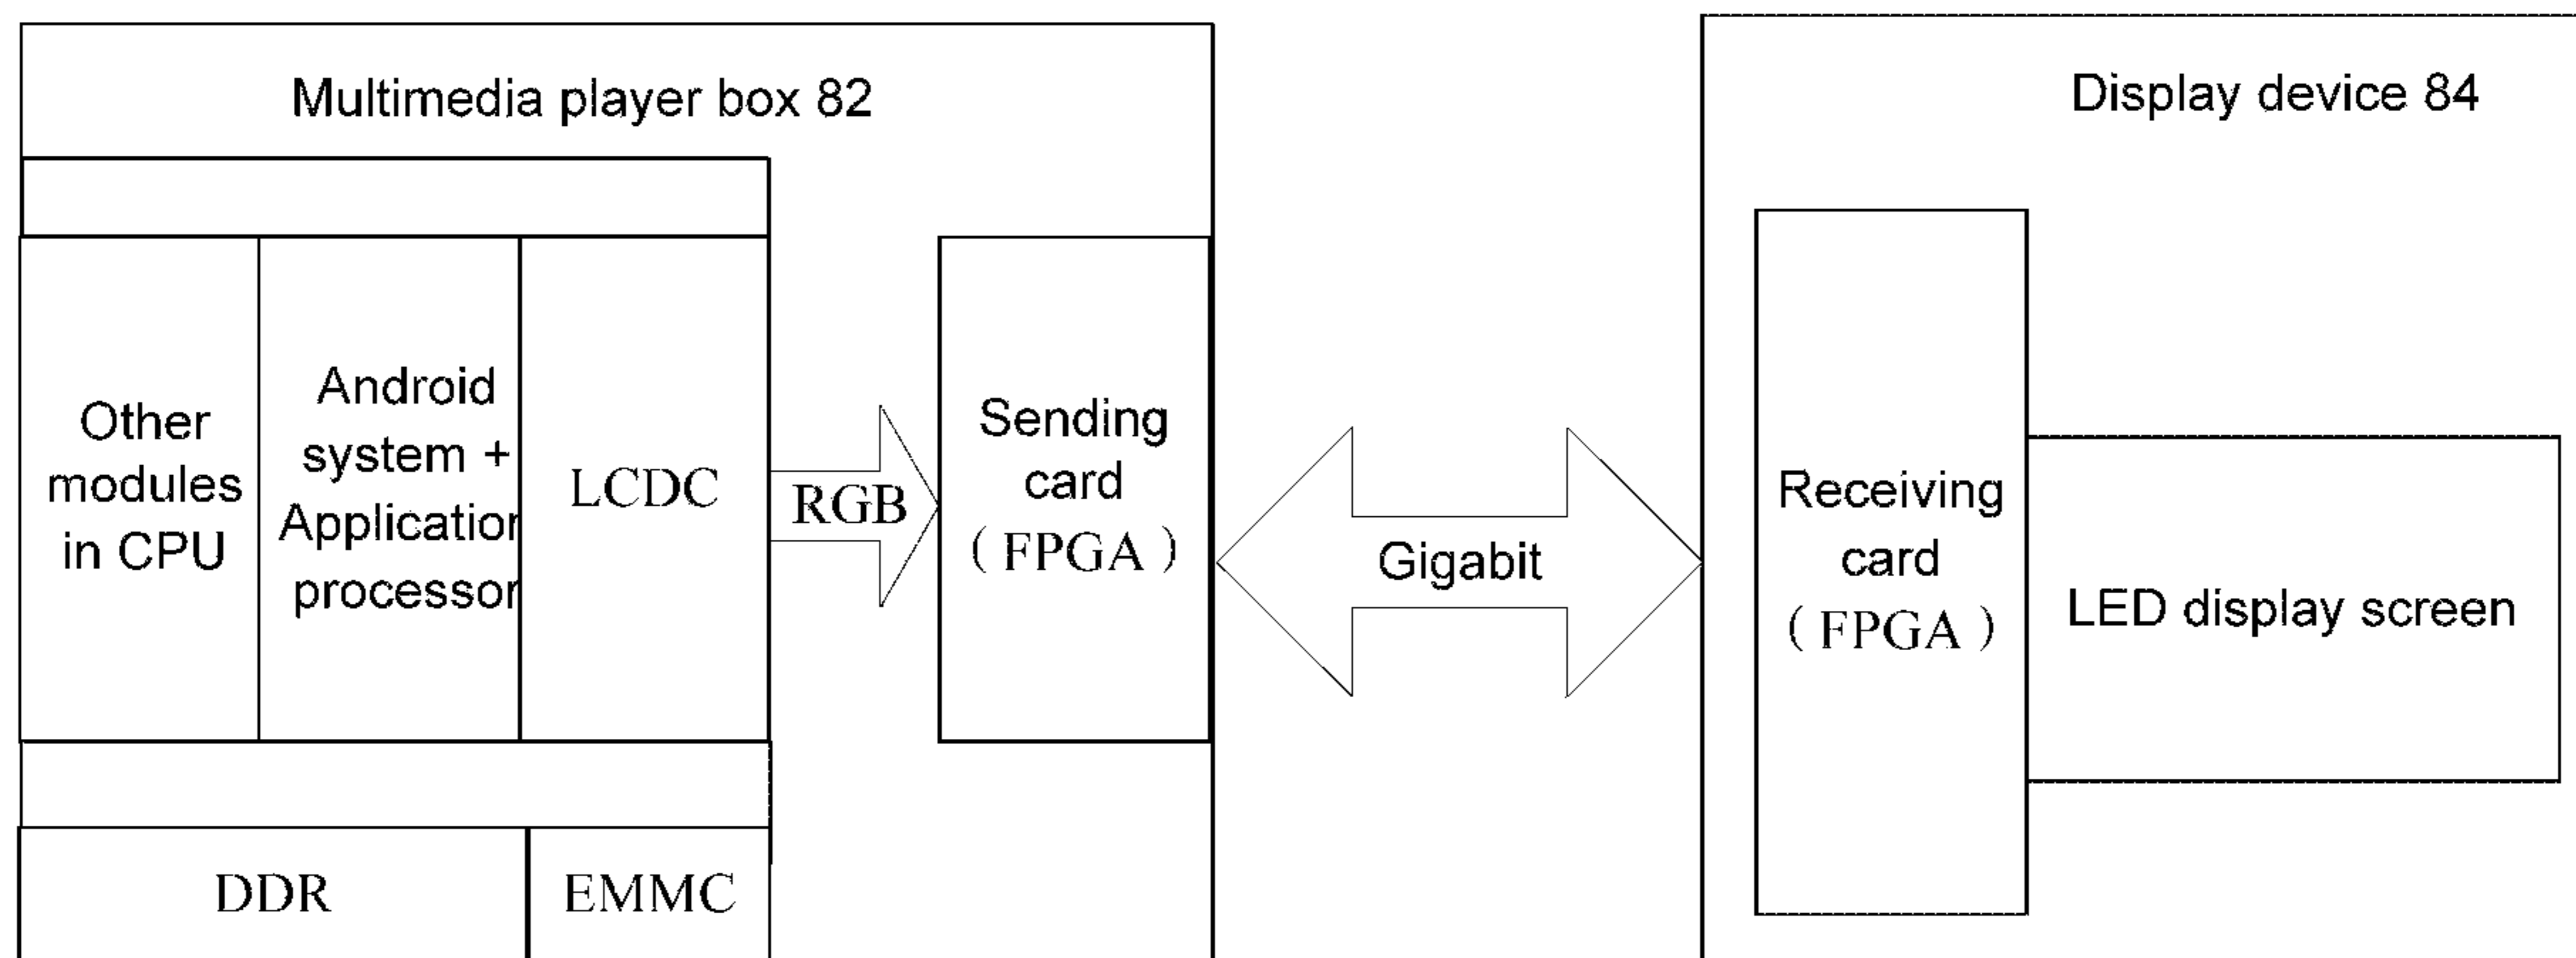 Multimedia player box 82
Other
modules
in CPU
Android
system +
Application
processor
LCDC
RGB
Sending
card
( FPGA )
DDR
EMMC
Gigabit
Display device 84
Receiving
card
( FPGA )
LED display screen